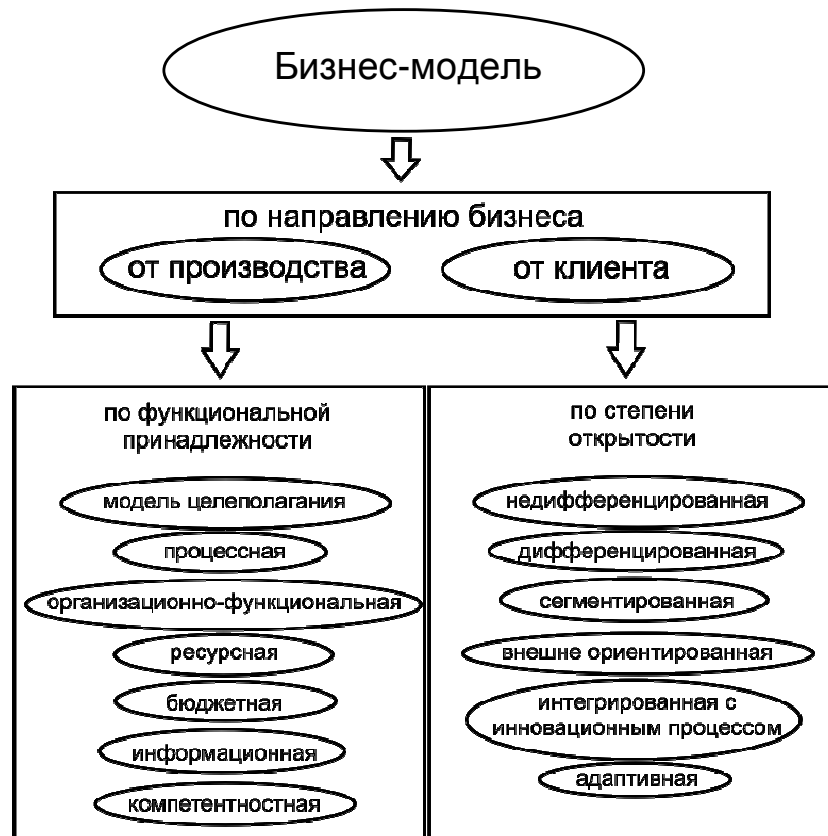 Бизнес-модель
по направлению бизнеса
от производства
от клиента
по функциональной
принадлежности
модель целеполагания
процессная
организационно-функциональная
ресурсная
бюджетная
информационная
компетентностная
по степени
открытости
недифференцированная
дифференцированная
сегментированная
внешне ориентированная
интегрированная с
инновационным процессом
адаптивная